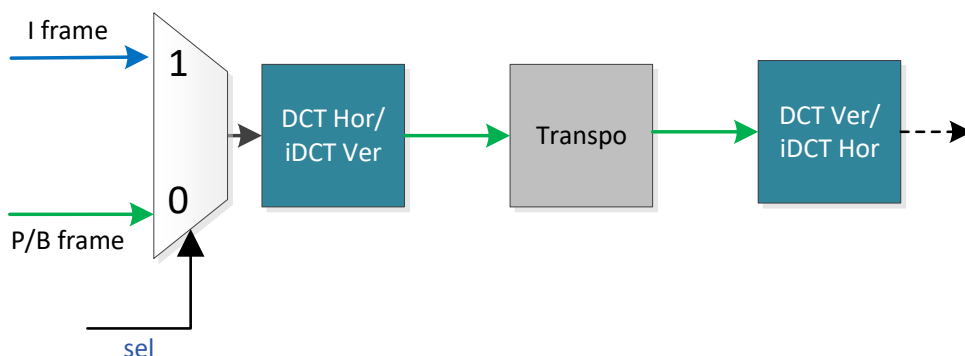 I frame
1
DCT Hor/
iDCT Ver
Transpo
DCT Ver/
iDCT Hor
0
P/B frame
sel